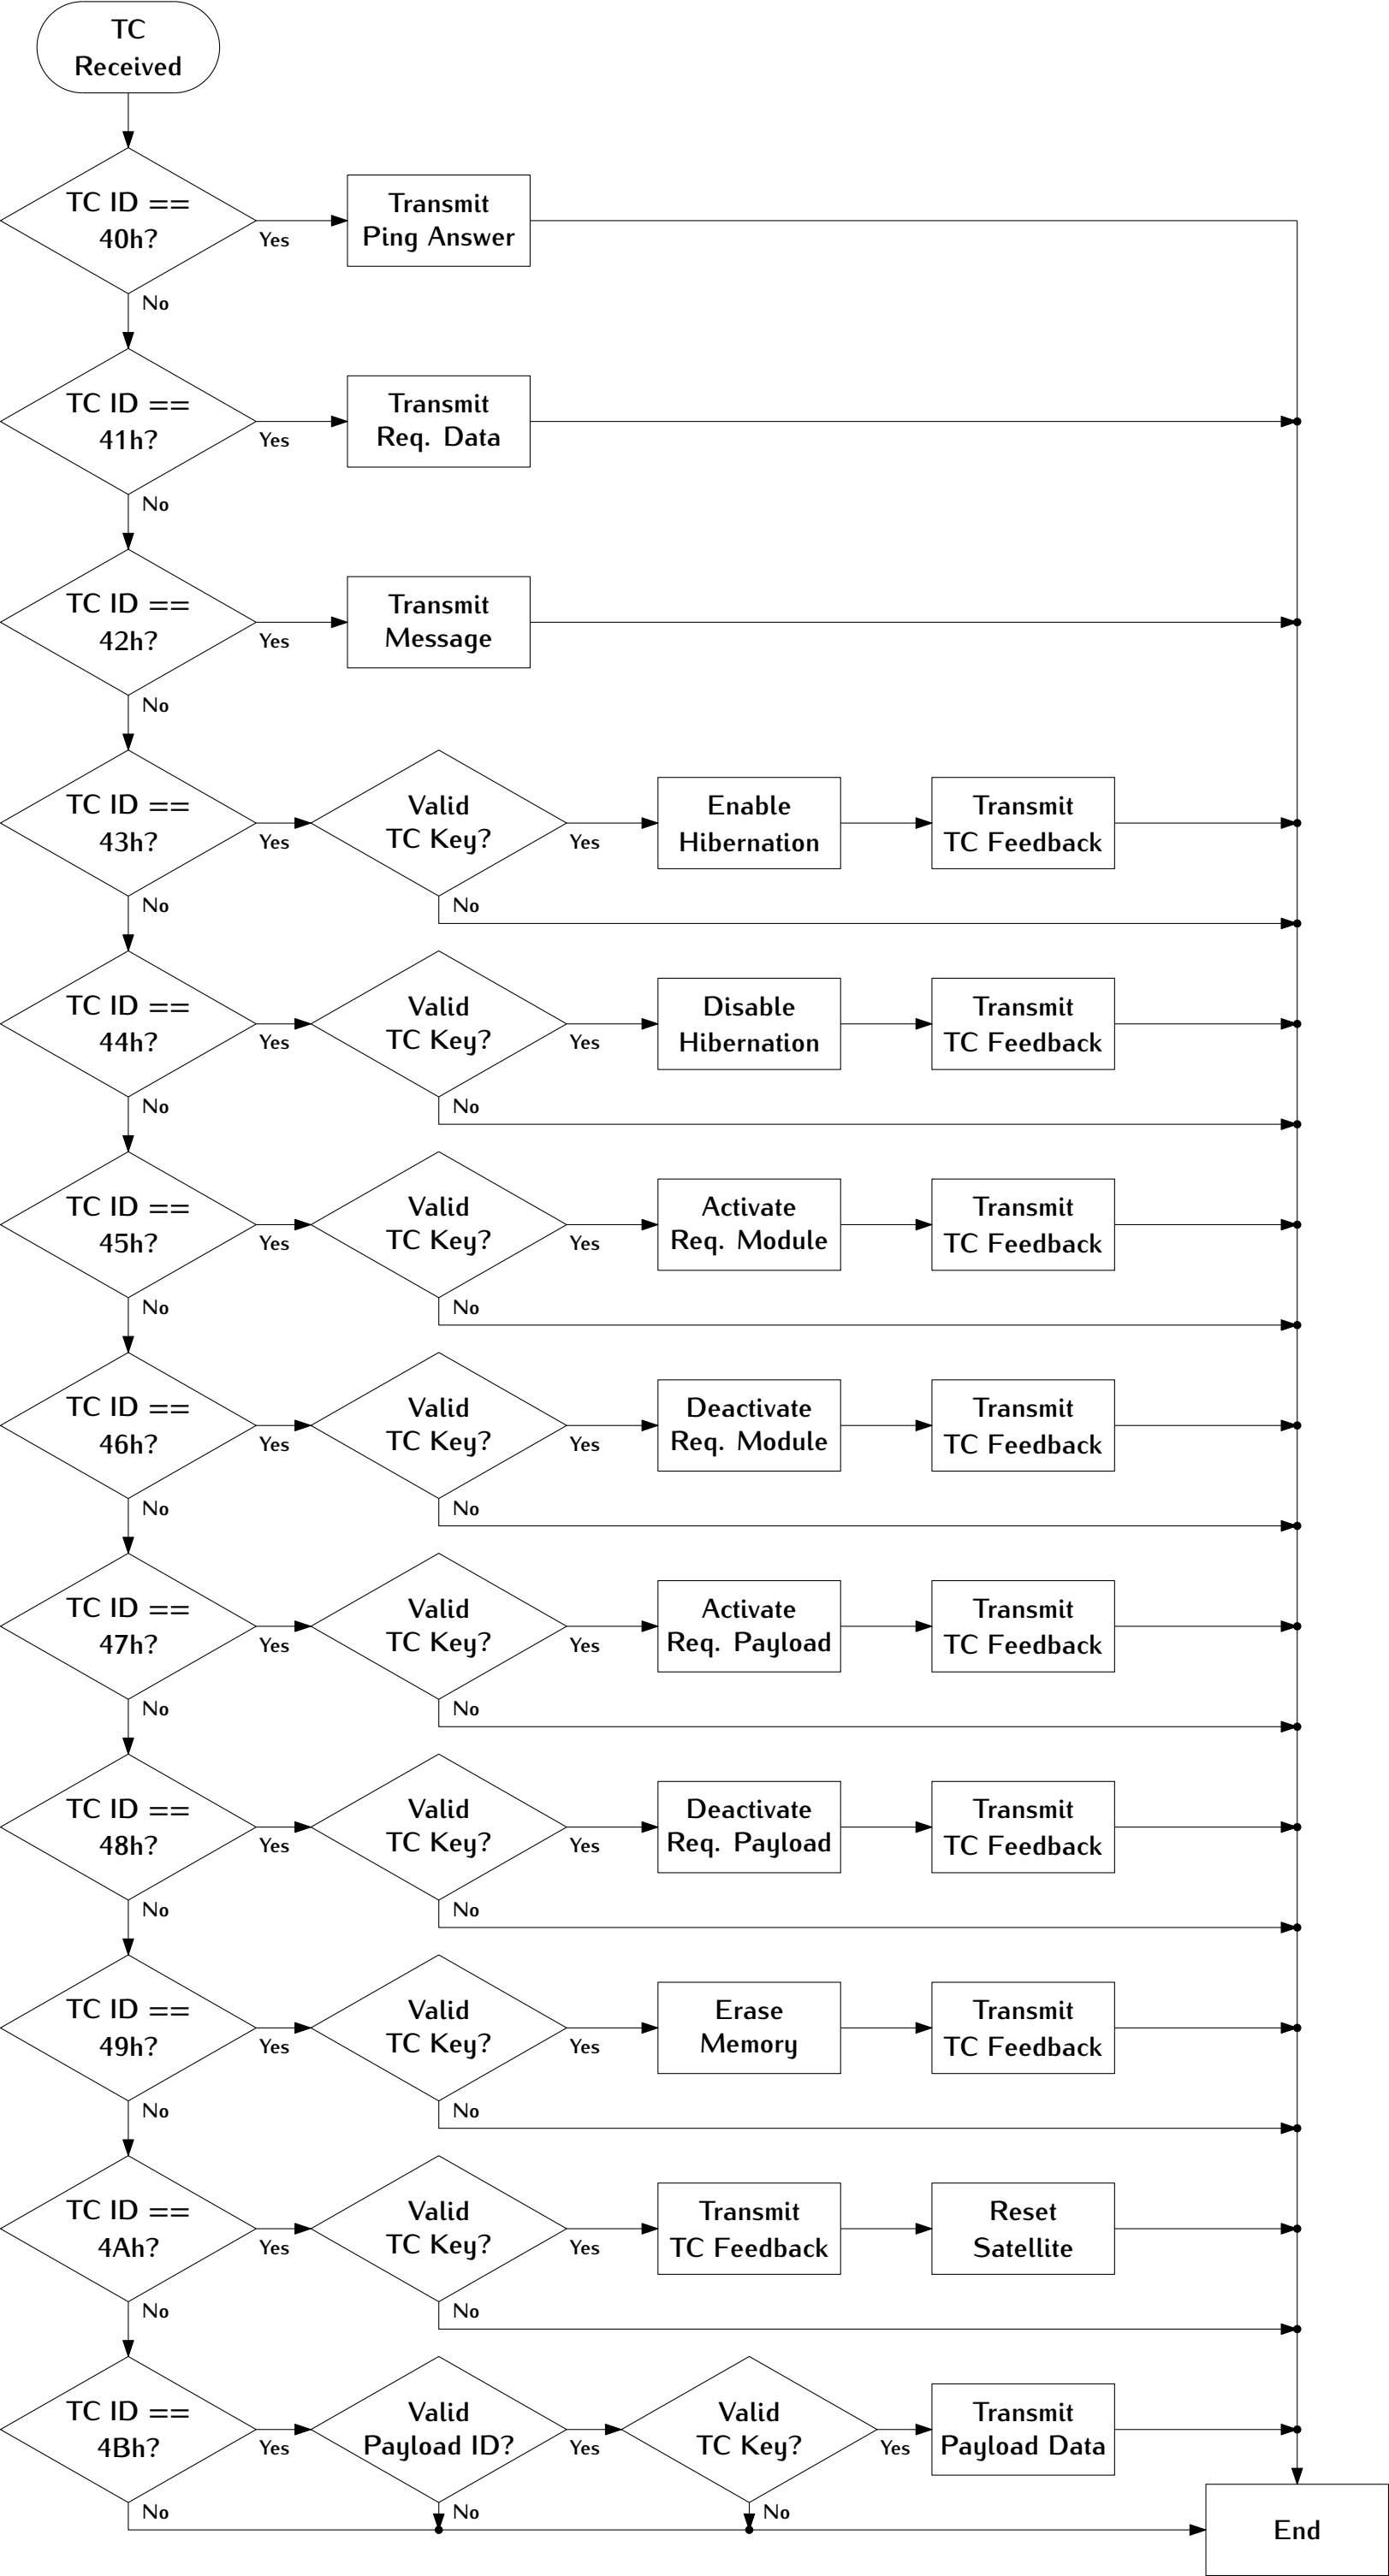 TC
Received
TC ID ==
40h?
Yes
No
Transmit
Ping Answer
TC ID ==
41h?
Yes
No
Transmit
Req. Data
TC ID ==
42h?
Yes
No
Transmit
Message
TC ID ==
43h?
Yes
No
Valid
TC Key?
Yes
No
Enable
Hibernation
Transmit
TC Feedback
TC ID ==
44h?
Yes
No
Valid
TC Key?
Yes
No
Disable
Hibernation
Transmit
TC Feedback
TC ID ==
45h?
Yes
No
Valid
TC Key?
Yes
No
Activate
Req. Module
Transmit
TC Feedback
TC ID ==
46h?
Yes
No
Valid
TC Key?
Yes
No
Deactivate
Req. Module
Transmit
TC Feedback
TC ID ==
47h?
Yes
No
Valid
TC Key?
Yes
No
Activate
Req. Payload
Transmit
TC Feedback
TC ID ==
48h?
Yes
No
Valid
TC Key?
Yes
No
Deactivate
Req. Payload
Transmit
TC Feedback
TC ID ==
49h?
Yes
No
Valid
TC Key?
Yes
No
Erase
Memory
Transmit
TC Feedback
TC ID ==
4Ah?
Yes
No
Valid
TC Key?
Yes
No
Transmit
TC Feedback
Reset
Satellite
TC ID ==
4Bh?
Yes
No
Valid
Payload ID?
Yes
No
Valid
TC Key?
Yes
No
Transmit
Payload Data
End